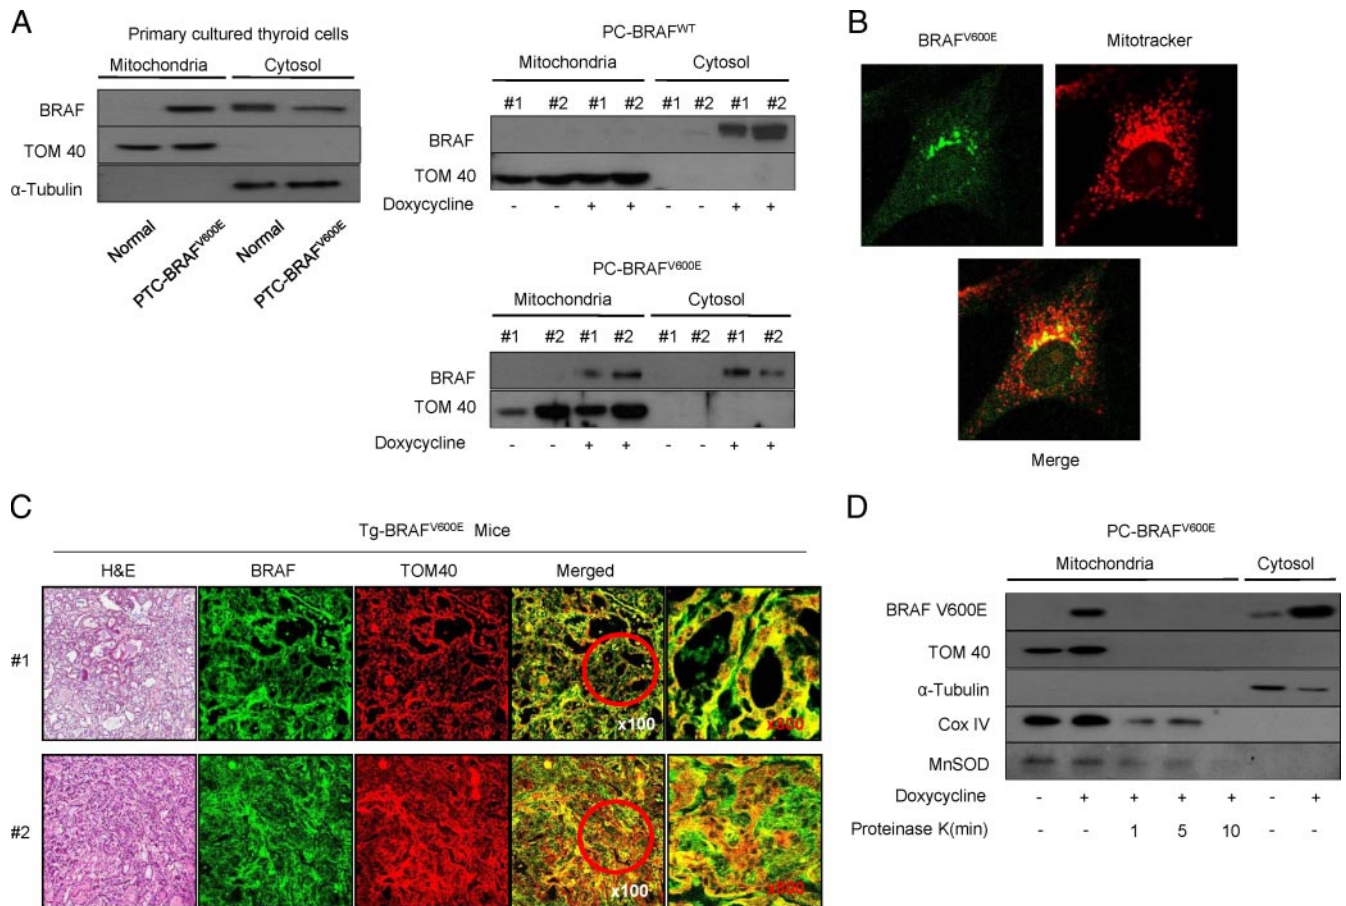 A
Primary cultured thyroid cells
Mitochondria Cytosol
BRAF
TOM 40
α-Tubulin
Normal PTC-BRAFV600E Normal PTC-BRAFV600E
PC-BRAFWT
Mitochondria Cytosol
#1 #2 #1 #2 #1 #2 #1 #2
BRAF
TOM 40
Doxycycline - - + + - - + +
PC-BRAFV600E
Mitochondria Cytosol
#1 #2 #1 #2 #1 #2 #1 #2
BRAF
TOM 40
Doxycycline - - + + - - + +
B
BRAFV600E Mitotracker
Merge
C
Tg-BRAFV600E Mice
H&E BRAF TOM40 Merged
#1
x100
#2
x100
D
PC-BRAFV600E
Mitochondria Cytosol
BRAF V600E
TOM 40
α-Tubulin
Cox IV
MnSOD
Doxycycline - + + + + - +
Proteinase K(min) - - 1 5 10 - -